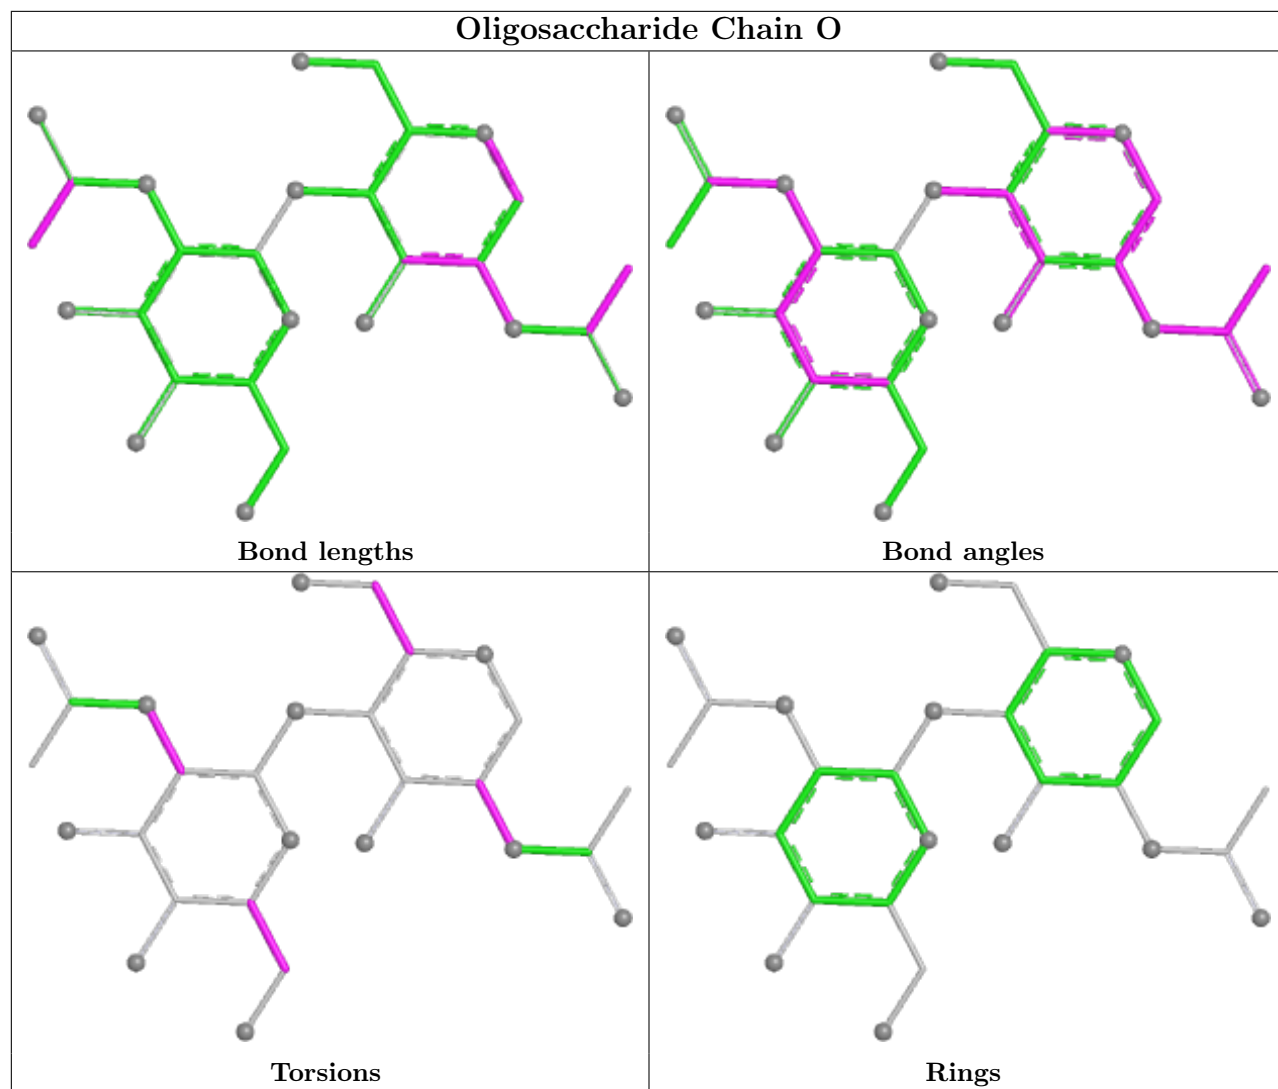 Oligosaccharide Chain O
Bond lengths
Bond angles
Torsions
Rings